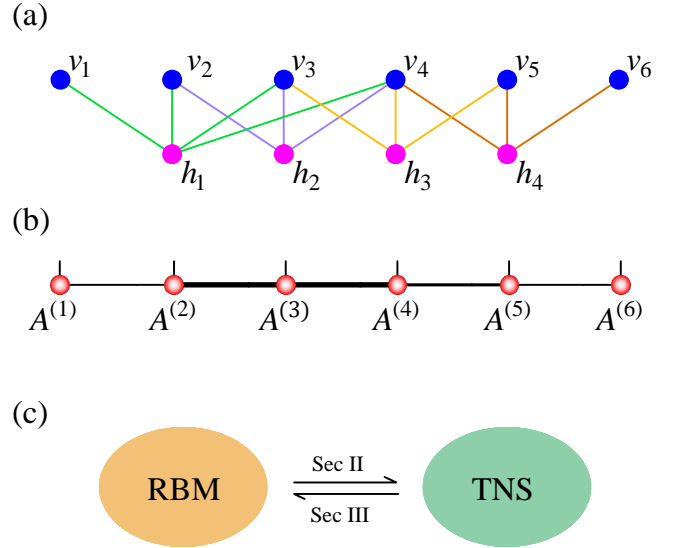 (a)
v₁ v₂ v₃ v₄ v₅ v₆
h₁ h₂ h₃ h₄
(b)
A⁽¹⁾ A⁽²⁾ A⁽³⁾ A⁽⁴⁾ A⁽⁵⁾ A⁽⁶⁾
(c)
RBM Sec II TNS
Sec III